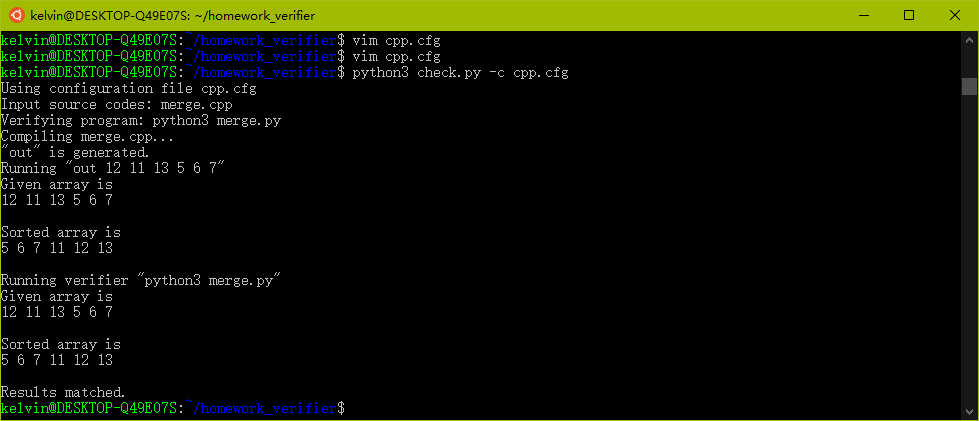 kelvin@DESKTOP-Q49E07S: ~/homework_verifier
kelvin@DESKTOP-Q49E07S:~/homework_verifier$ vim cpp.cfg
kelvin@DESKTOP-Q49E07S:~/homework_verifier$ vim cpp.cfg
kelvin@DESKTOP-Q49E07S:~/homework_verifier$ python3 check.py -c cpp.cfg
Using configuration file cpp.cfg
Input source codes: merge.cpp
Verifying program: python3 merge.py
Compiling merge.cpp...
"out" is generated.
Running "out 12 11 13 5 6 7"
Given array is
12 11 13 5 6 7
Sorted array is
5 6 7 11 12 13
Running verifier "python3 merge.py"
Given array is
12 11 13 5 6 7
Sorted array is
5 6 7 11 12 13
Results matched.
kelvin@DESKTOP-Q49E07S:~/homework_verifier$